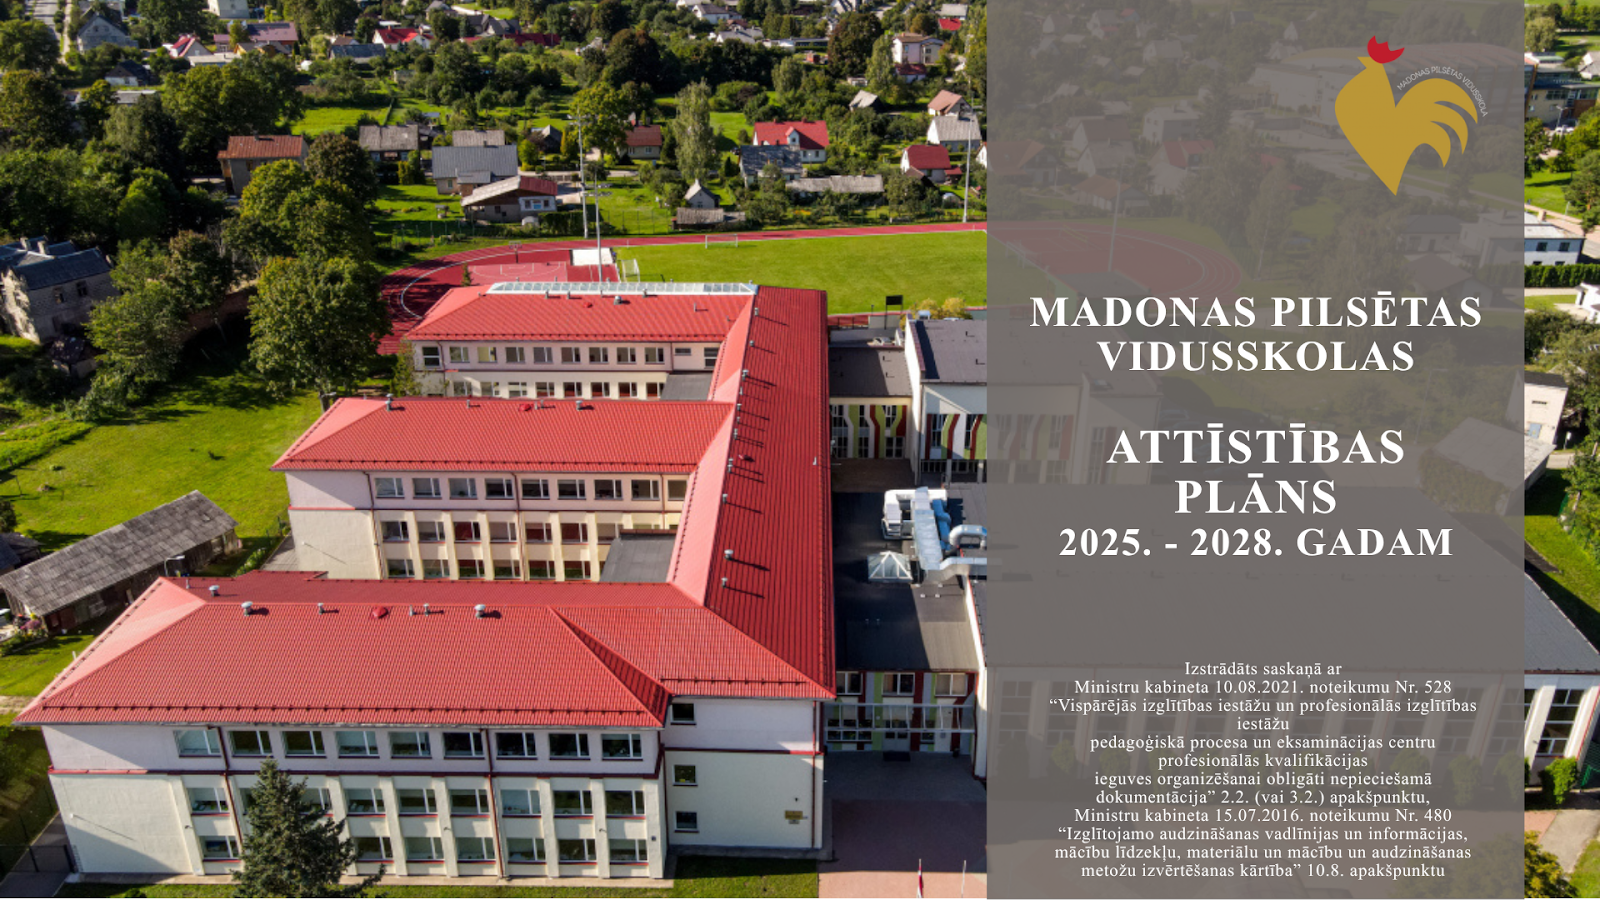 MADONAS PILSĒTAS VIDUSSKOLA
MADONAS PILSĒTAS
VIDUSSKOLAS
ATTĪSTĪBAS
PLĀNS
2025. - 2028. GADAM
Izstrādāts saskaņā ar
Ministru kabineta 10.08.2021. noteikumu Nr. 528
“Vispārējās izglītības iestāžu un profesionālās izglītības
iestāžu
pedagoģiskā procesa un eksaminācijas centru
profesionālās kvalifikācijas
ieguves organizēšanai obligāti nepieciešamā
dokumentācija” 2.2. (vai 3.2.) apakšpunktu,
Ministru kabineta 15.07.2016. noteikumu Nr. 480
“Izglītojamo audzināšanas vadlīnijas un informācijas,
mācību līdzekļu, materiālu un mācību un audzināšanas
metožu izvērtēšanas kārtība” 10.8. apakšpunktu